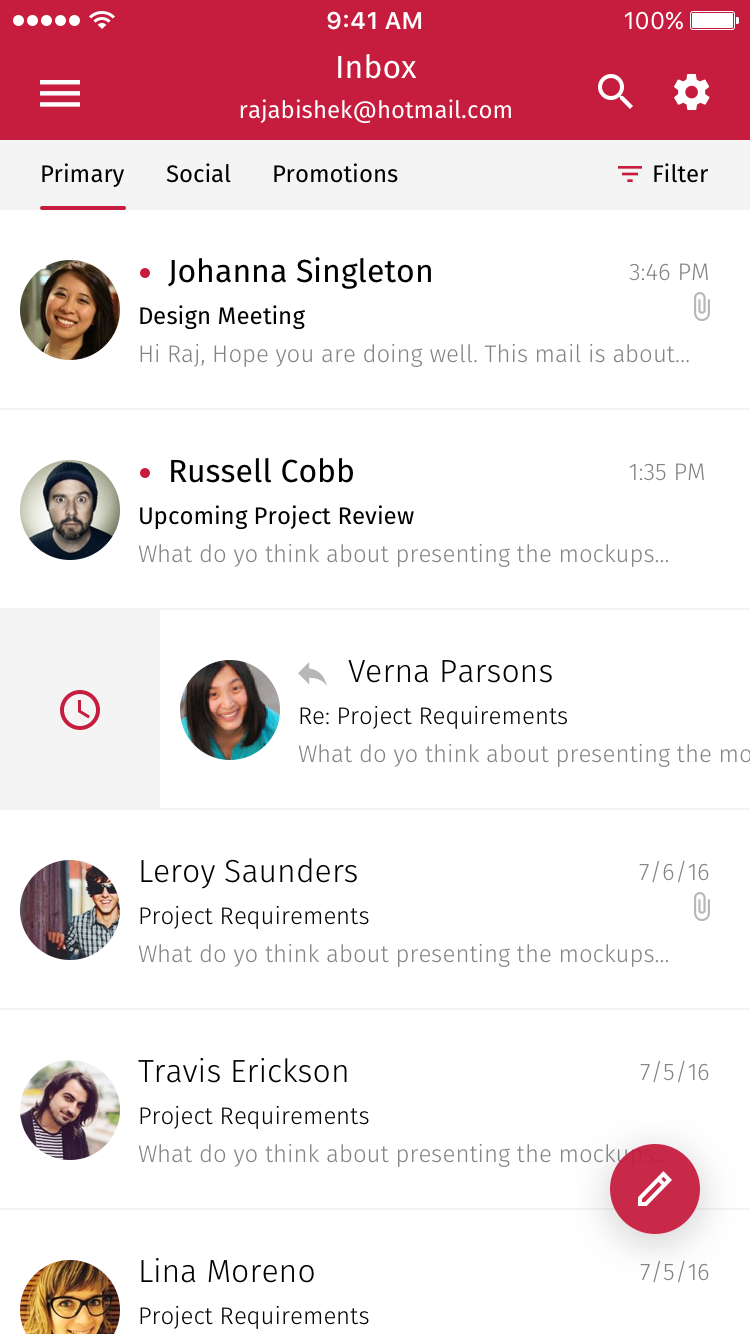 9:41 AM 100%
Inbox
rajabishek@hotmail.com
Primary Social Promotions Filter
Johanna Singleton 3:46 PM
Design Meeting
Hi Raj, Hope you are doing well. This mail is about...
Russell Cobb 1:35 PM
Upcoming Project Review
What do yo think about presenting the mockups...
Verna Parsons
Re: Project Requirements
What do yo think about presenting the mo
Leroy Saunders 7/6/16
Project Requirements
What do yo think about presenting the mockups...
Travis Erickson 7/5/16
Project Requirements
What do yo think about presenting the mockups...
Lina Moreno 7/5/16
Project Requirements